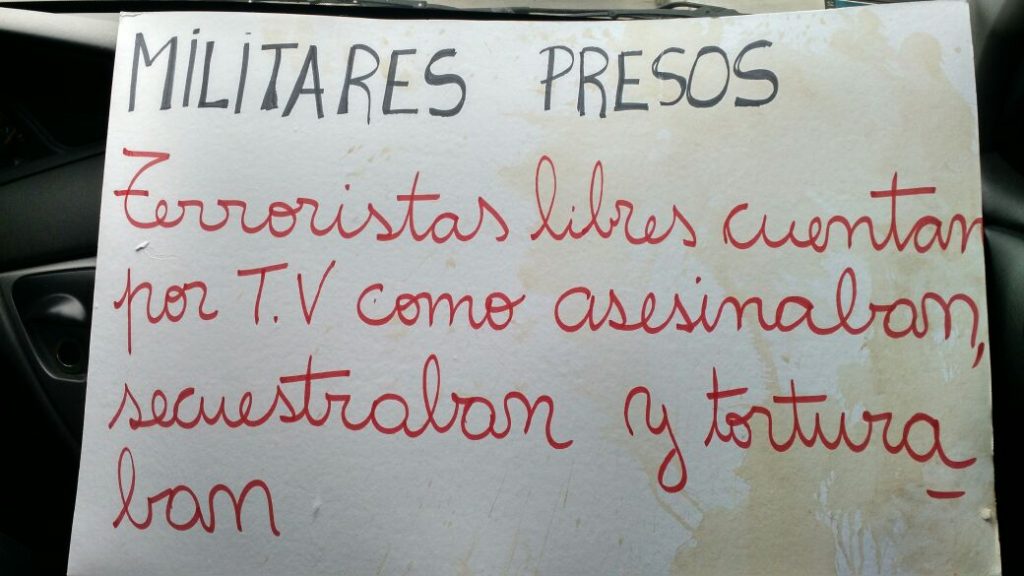 MILITARES PRESOS
Terroristas libres cuentan
por T.V como asesinaban,
secuestraban y tortura-
ban